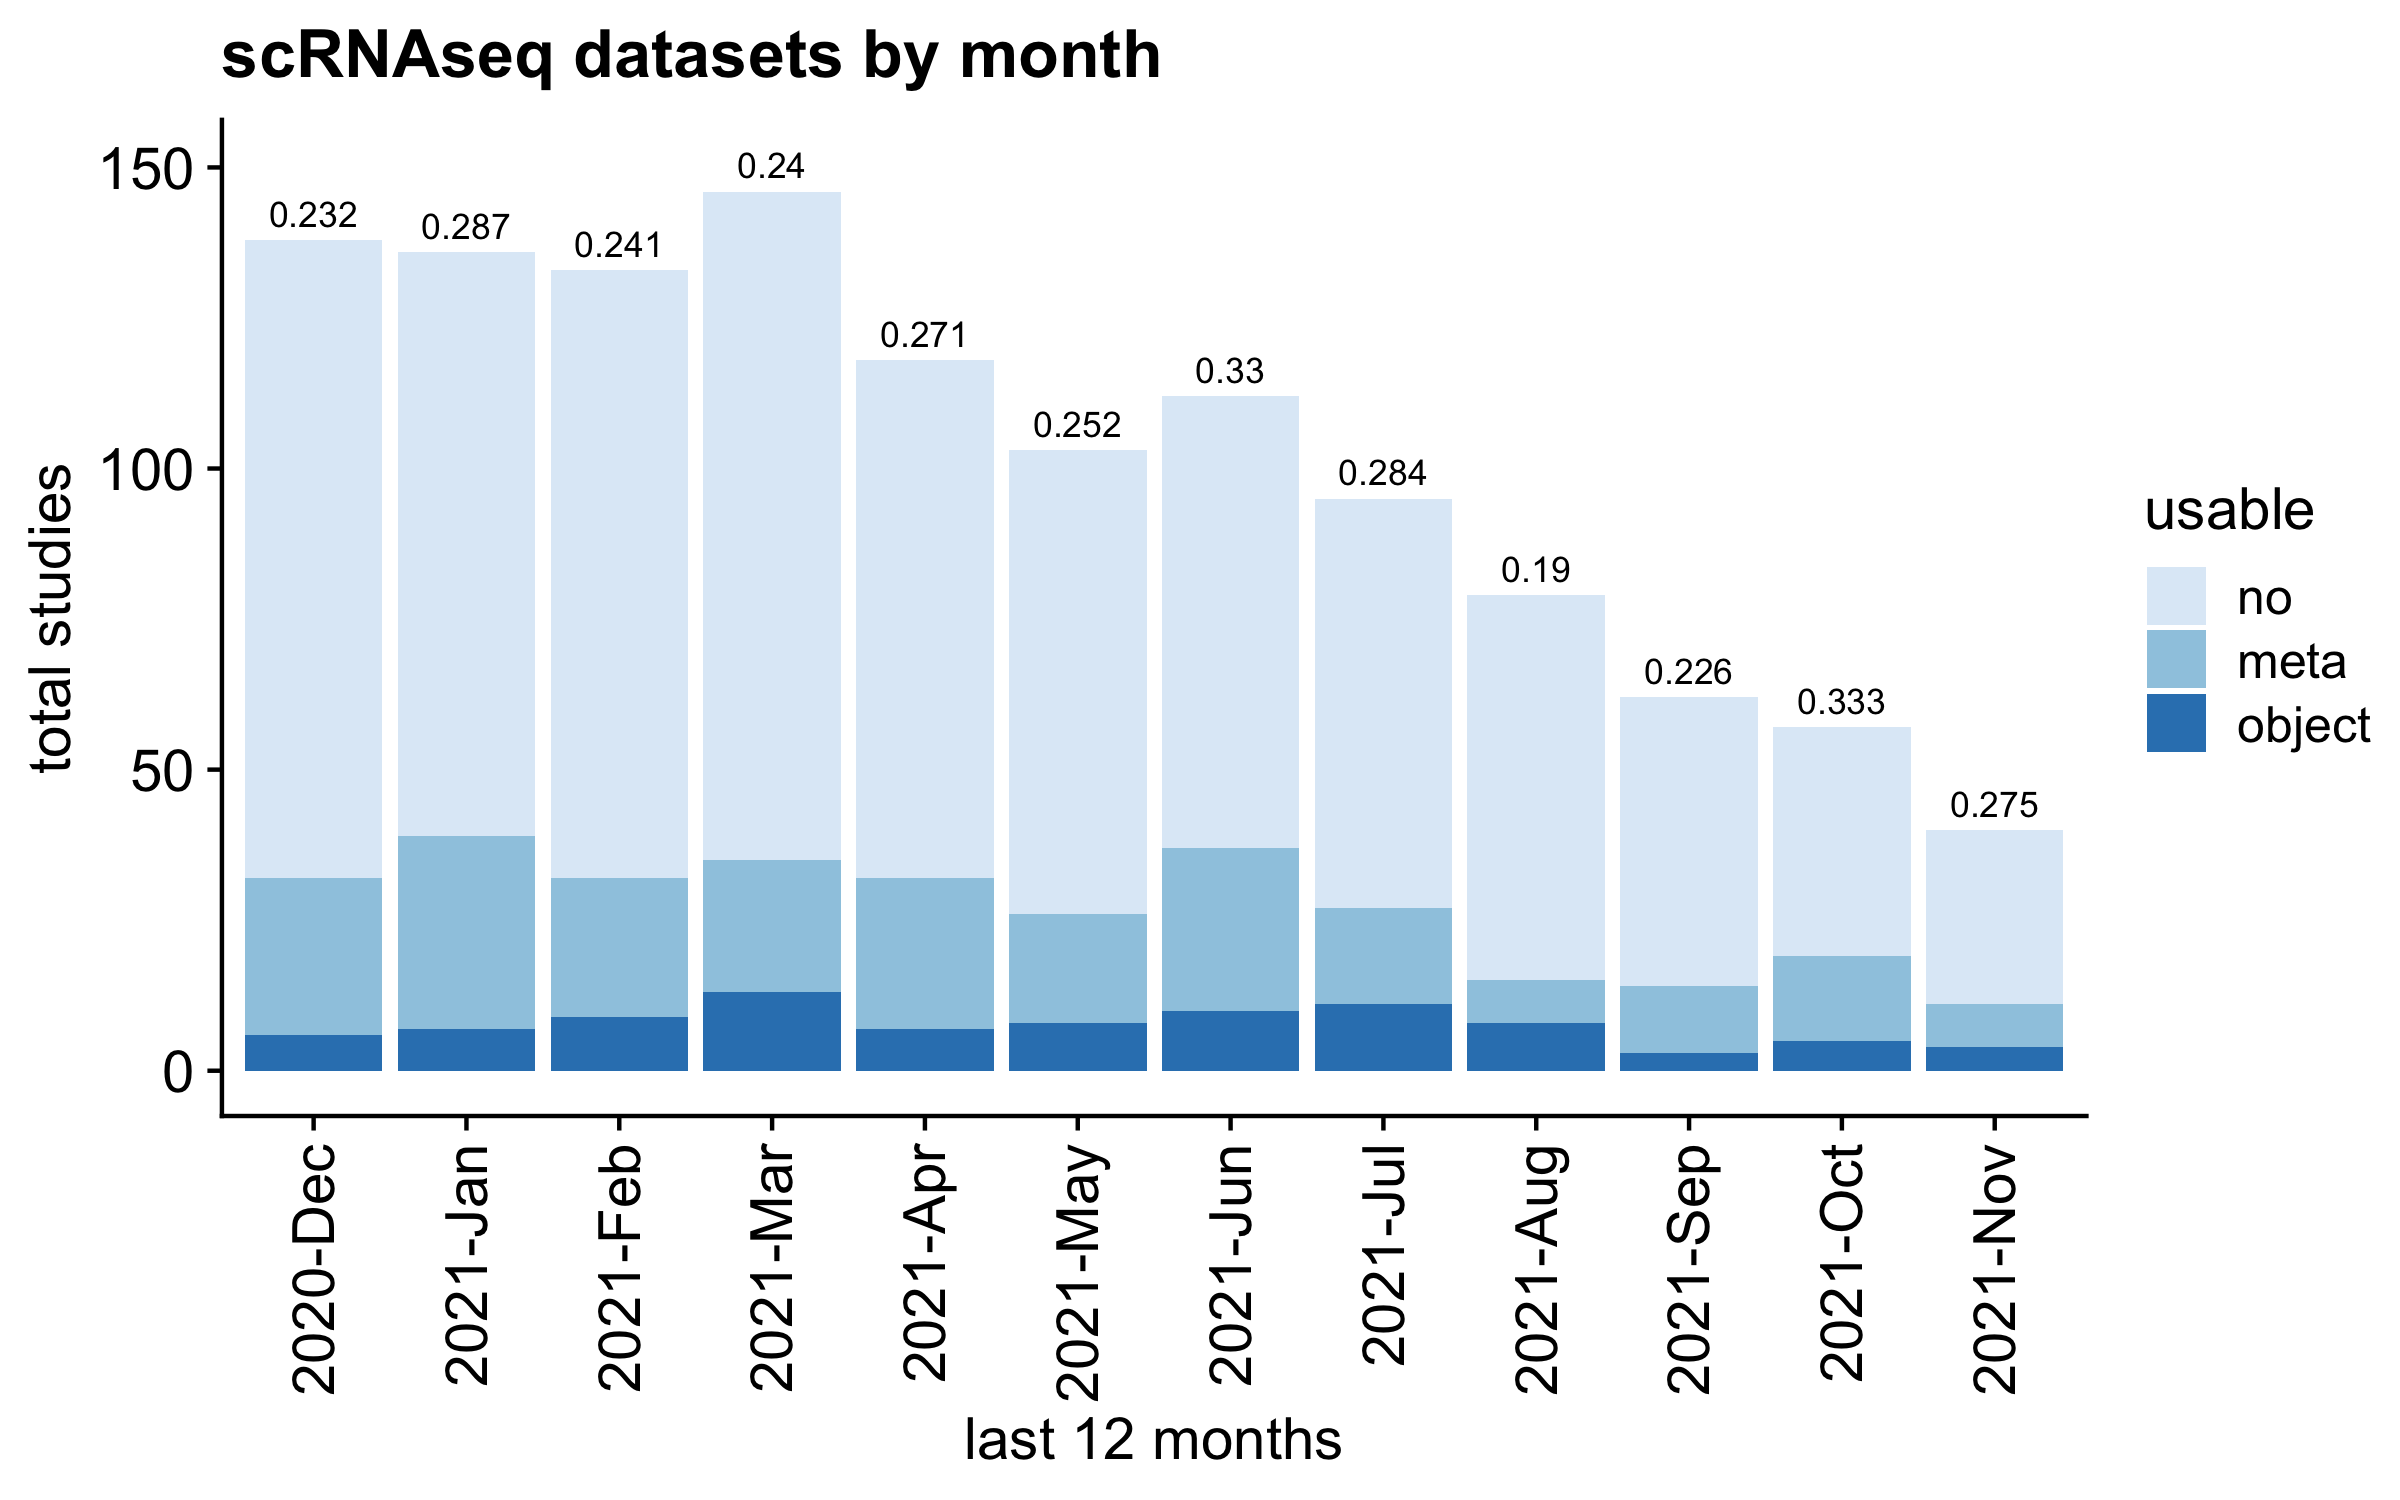 scRNAseq datasets by month
total studies
150
100
50
0
0.232
0.287
0.241
0.24
0.271
0.252
0.33
0.284
0.19
0.226
0.333
0.275
2020-Dec
2021-Jan
2021-Feb
2021-Mar
2021-Apr
2021-May
2021-Jun
2021-Jul
2021-Aug
2021-Sep
2021-Oct
2021-Nov
last 12 months
usable
no
meta
object